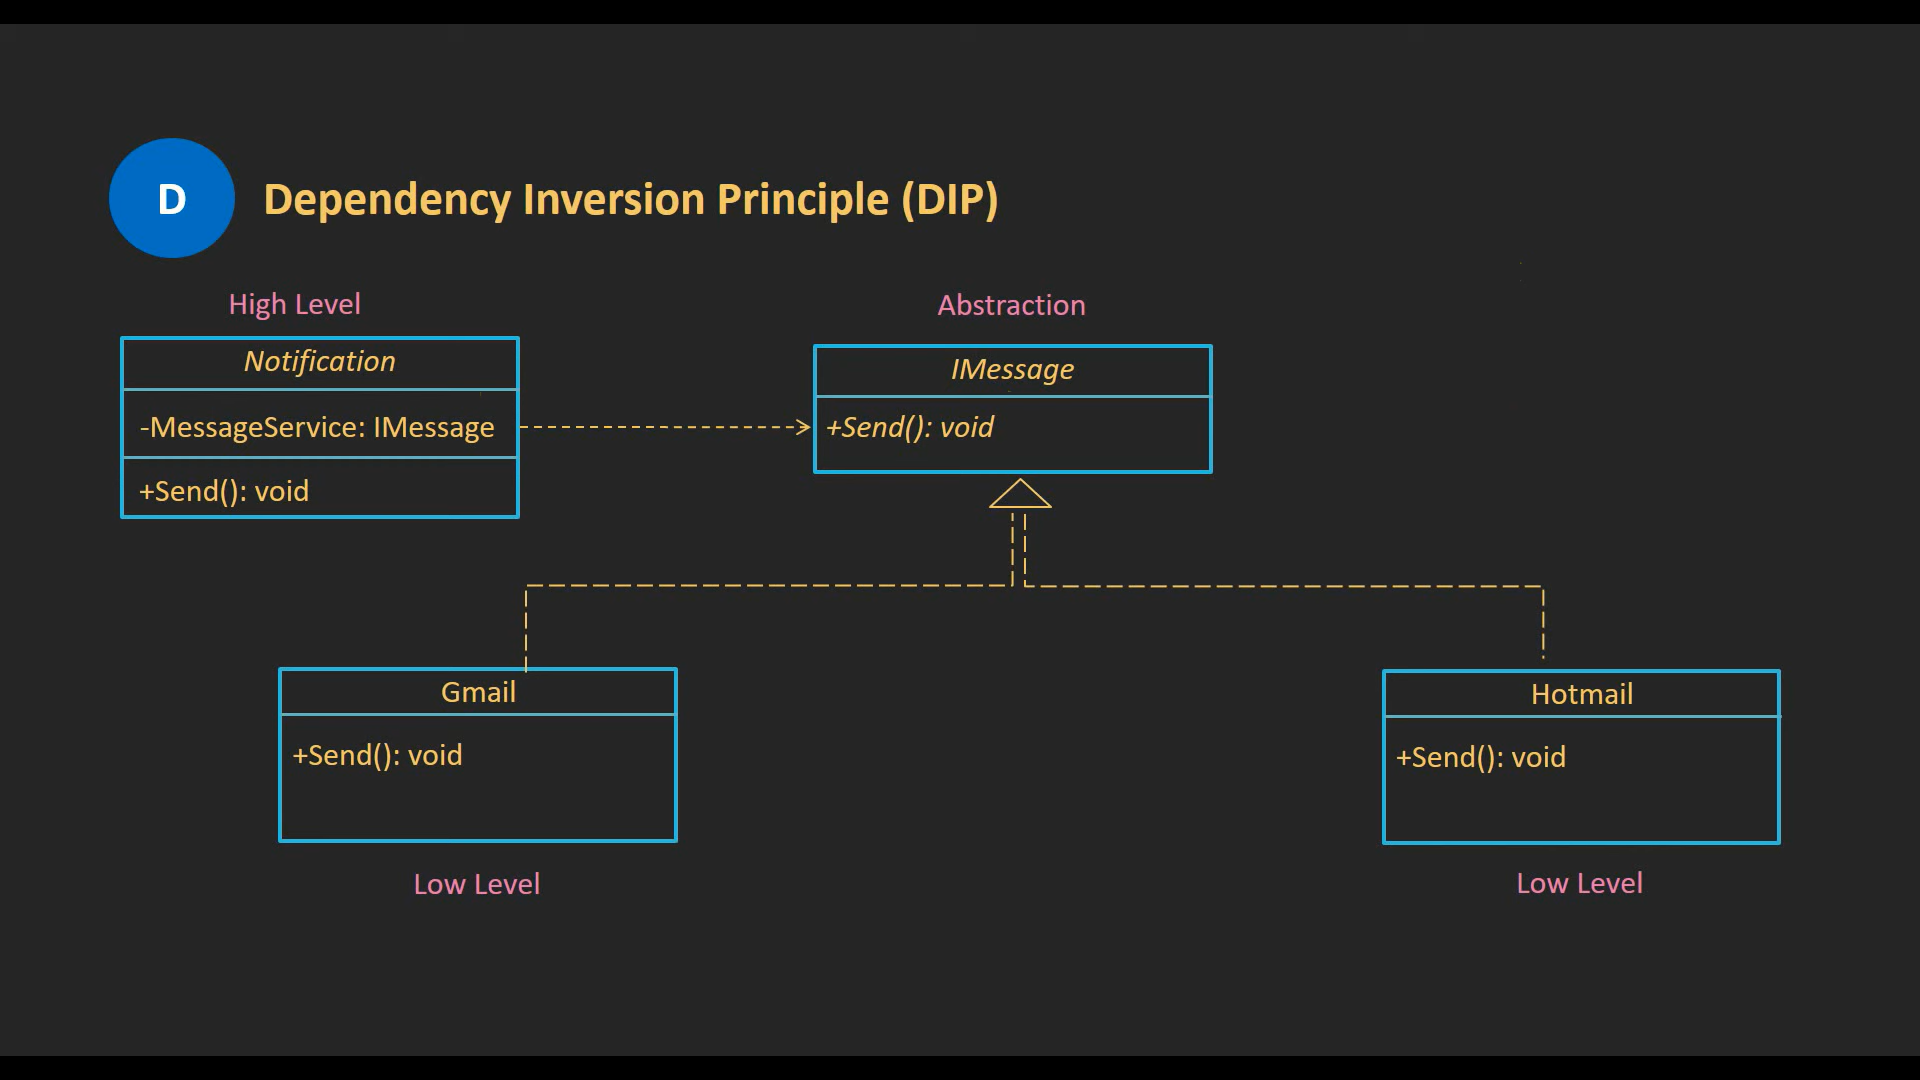 D
Dependency Inversion Principle (DIP)
High Level
Notification
-MessageService: IMessage
+Send(): void
Abstraction
IMessage
+Send(): void
Gmail
+Send(): void
Low Level
Hotmail
+Send(): void
Low Level